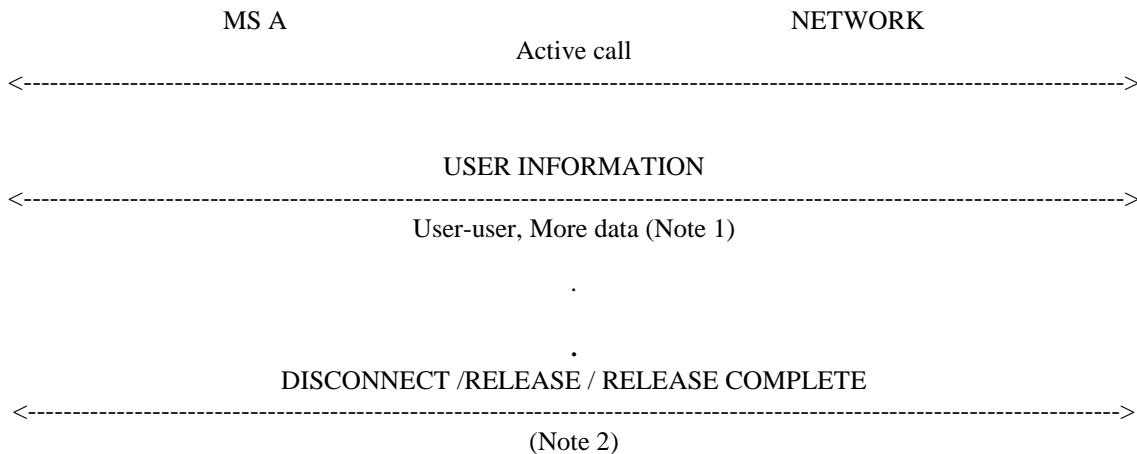 MS A NETWORK
Active call
<------------------------------------------------------------------------------------------------------------------------------>
USER INFORMATION
<------------------------------------------------------------------------------------------------------------------------------>
User-user, More data (Note 1)
.
.
DISCONNECT /RELEASE / RELEASE COMPLETE
<----------------------------------------------------------------------------------------------------------------------------->
(Note 2)